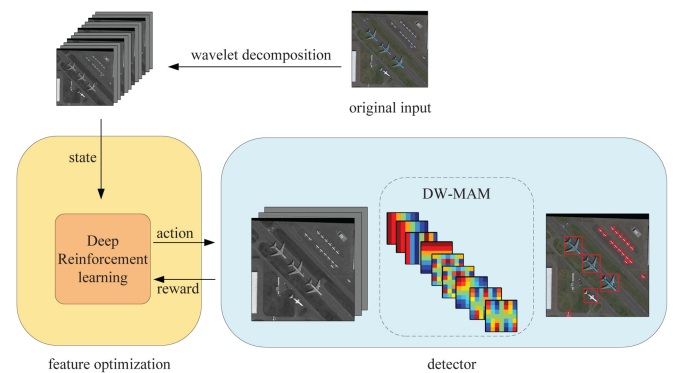 wavelet decomposition
original input
state
DW-MAM
Deep
Reinforcement
learning
action
reward
feature optimization
detector